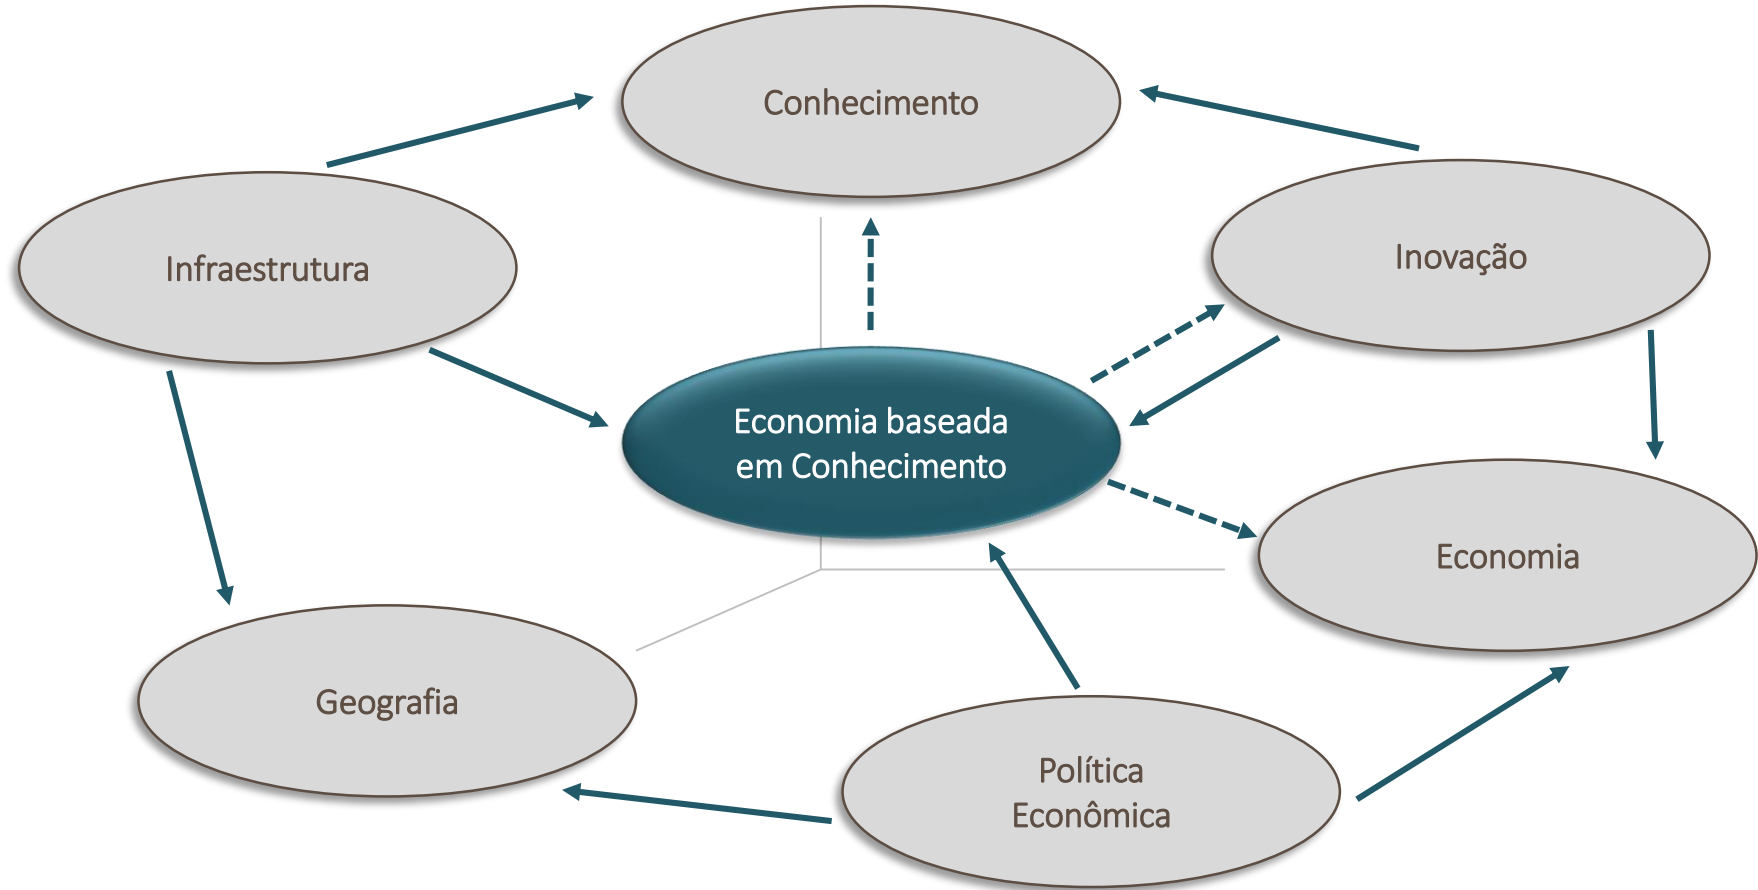 Conhecimento
Infraestrutura
Inovação
Economia baseada
em Conhecimento
Economia
Geografia
Política
Econômica